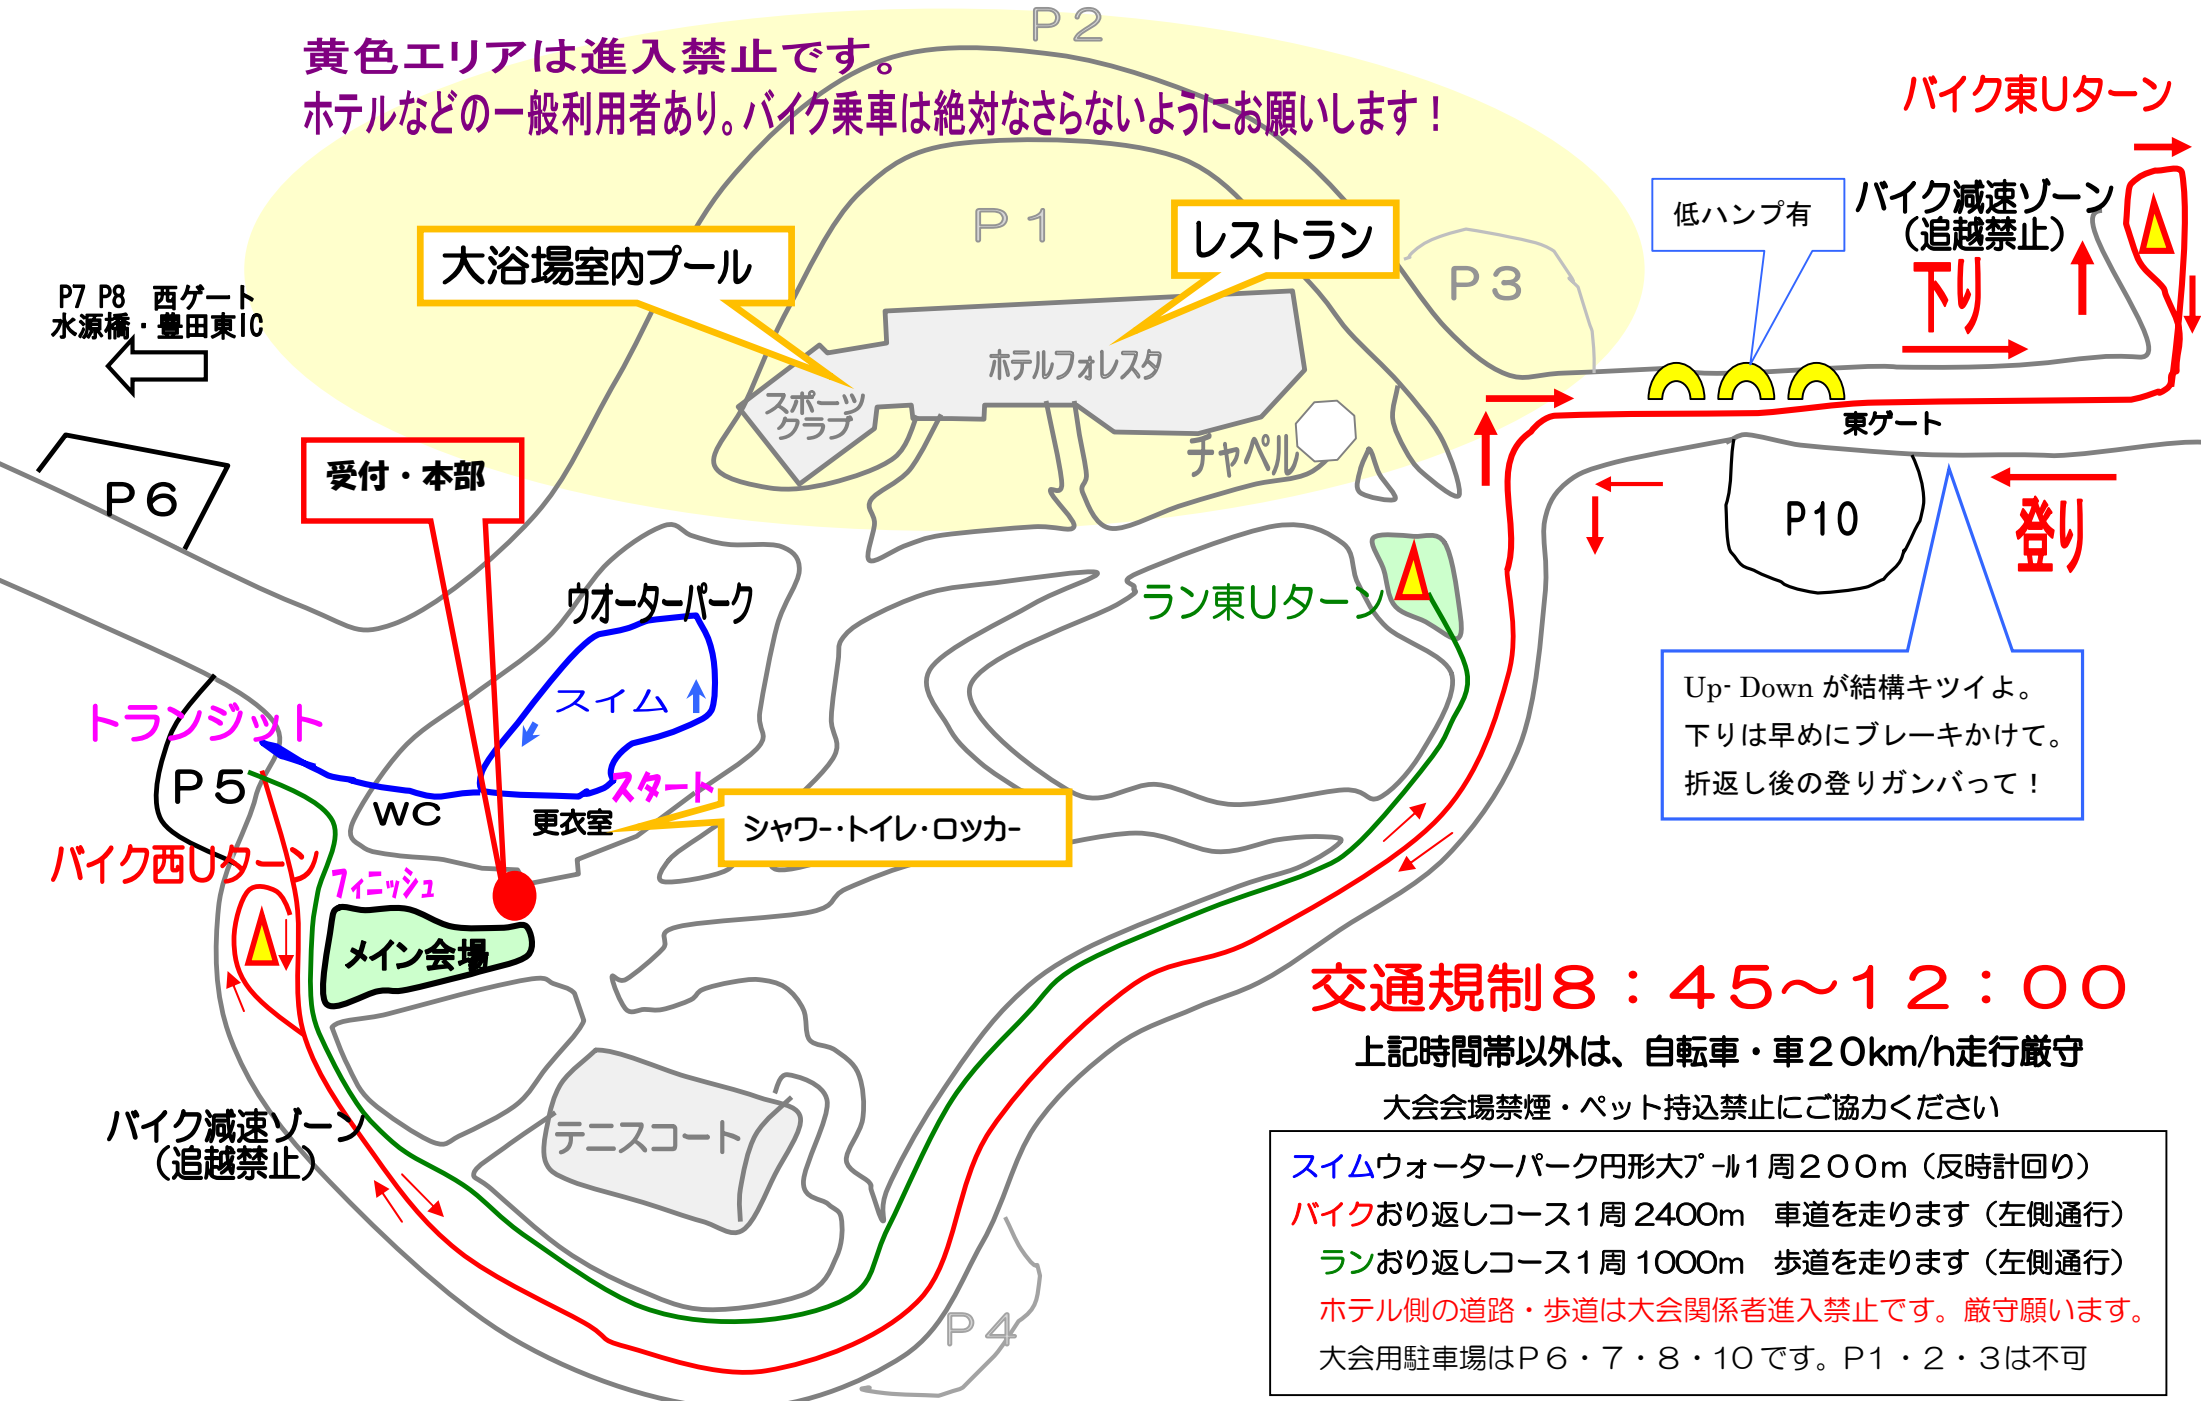 Ｐ２
黄色エリアは進入禁止です。
ホテルなどの一般利用者あり。バイク乗車は絶対なさらないようにお願いします！
バイク東Ｕターン
バイク減速ゾーン
（追越禁止）
低ハンプ有
Ｐ１
レストラン
大浴場室内プール
Ｐ３
下り
P7 P8　西ゲート
水源橋・豊田東IC
ホテルフォレスタ
スポーツ
クラブ
チャペル
東ゲート
受付・本部
Ｐ６
P10
登り
ウオーターパーク
ラン東Ｕターン
スイム
Up- Down が結構キツイよ。
下りは早めにブレーキかけて。
折返し後の登りガンバって！
トランジット
Ｐ５
スタート
WC
更衣室
シャワー･トイレ･ロッカー
バイク西Ｕターン
フィニッシュ
メイン会場
交通規制８：４５～１２：００
上記時間帯以外は、自転車・車２０km/h走行厳守
大会会場禁煙・ペット持込禁止にご協力ください
バイク減速ゾーン
（追越禁止）
テニスコート
Ｐ４
スイムウォーターパーク円形大ﾌﾟｰﾙ１周２００ｍ（反時計回り）
バイクおり返しコース１周 2400m　車道を走ります（左側通行）
ランおり返しコース１周 1000m　歩道を走ります（左側通行）
ホテル側の道路・歩道は大会関係者進入禁止です。厳守願います。
大会用駐車場はＰ６・７・８・10 です。Ｐ１・２・３は不可